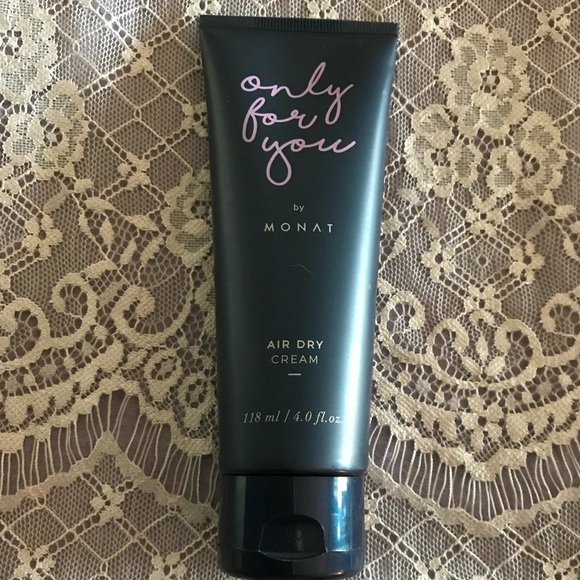 only
for
you
by
MONAT
AIR DRY
CREAM
118 ml / 4.0 fl.oz.